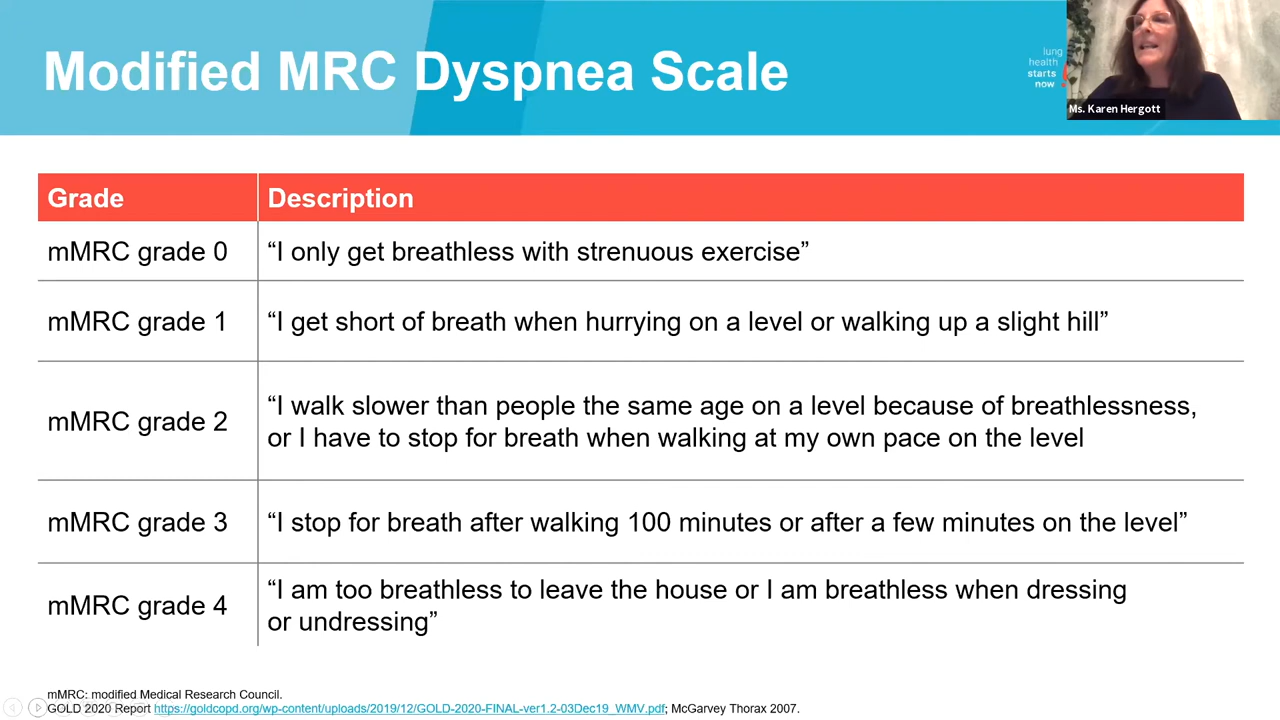 Modified MRC Dyspnea Scale
lung
health
starts
now
Ms. Karen Hergott
Grade Description
mMRC grade 0 “I only get breathless with strenuous exercise”
mMRC grade 1 “I get short of breath when hurrying on a level or walking up a slight hill”
mMRC grade 2 “I walk slower than people the same age on a level because of breathlessness,
or I have to stop for breath when walking at my own pace on the level
mMRC grade 3 “I stop for breath after walking 100 minutes or after a few minutes on the level”
mMRC grade 4 “I am too breathless to leave the house or I am breathless when dressing
or undressing”
mMRC: modified Medical Research Council.
GOLD 2020 Report https://goldcopd.org/wp-content/uploads/2019/12/GOLD-2020-FINAL-ver1.2-03Dec19_WMV.pdf; McGarvey Thorax 2007.